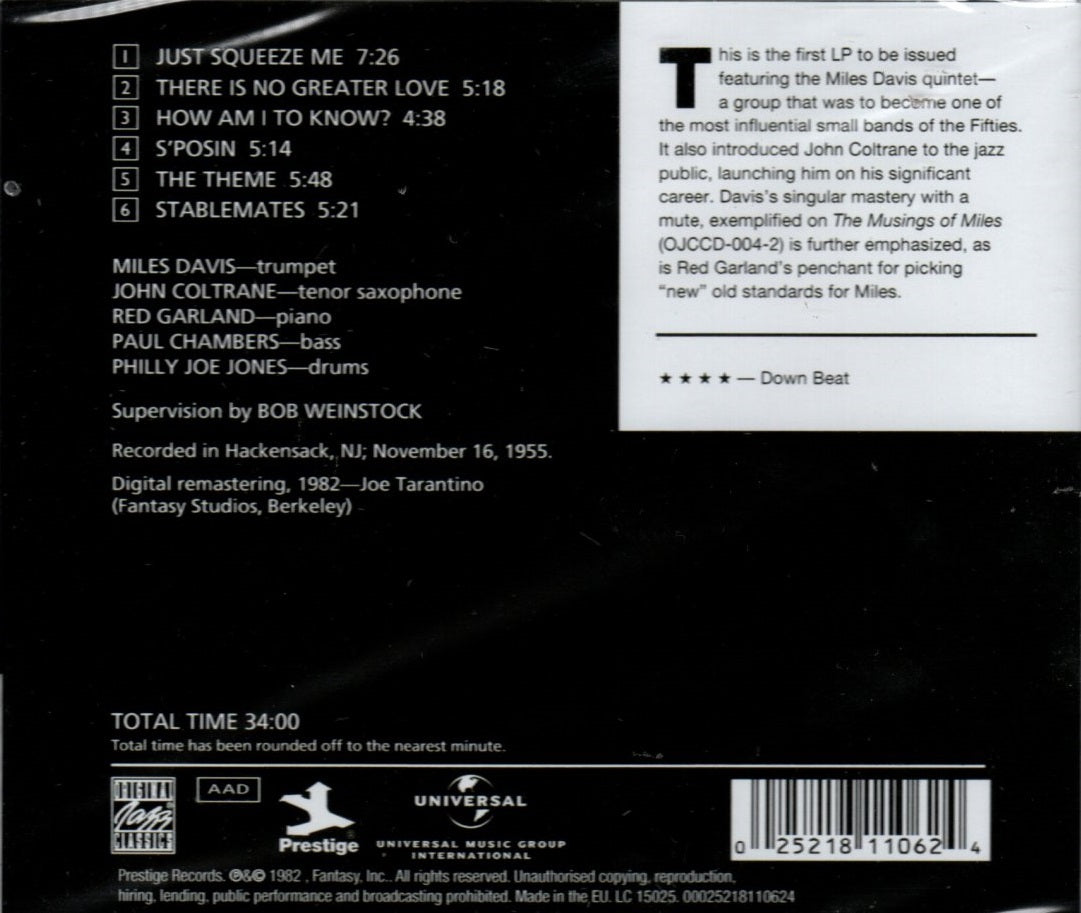 1 JUST SQUEEZE ME 7:26
2 THERE IS NO GREATER LOVE 5:18
3 HOW AM I TO KNOW? 4:38
4 S'POSIN 5:14
5 THE THEME 5:48
6 STABLEMATES 5:21
MILES DAVIS—trumpet
JOHN COLTRANE—tenor saxophone
RED GARLAND—piano
PAUL CHAMBERS—bass
PHILLY JOE JONES—drums
Supervision by BOB WEINSTOCK
Recorded in Hackensack, NJ; November 16, 1955.
Digital remastering, 1982—Joe Tarantino
(Fantasy Studios, Berkeley)
This is the first LP to be issued
featuring the Miles Davis quintet—
a group that was to become one of
the most influential small bands of the Fifties.
It also introduced John Coltrane to the jazz
public, launching him on his significant
career. Davis's singular mastery with a
mute, exemplified on The Musings of Miles
(OJCCD-004-2) is further emphasized, as
is Red Garland's penchant for picking
"new" old standards for Miles.
★ ★ ★ ★ — Down Beat
TOTAL TIME 34:00
Total time has been rounded off to the nearest minute.
ORIGINAL
Jazz
CLASSICS
AAD
Prestige
UNIVERSAL
UNIVERSAL MUSIC GROUP
INTERNATIONAL
0 25218 11062 4
Prestige Records. ℗&© 1982 , Fantasy, Inc.. All rights reserved. Unauthorised copying, reproduction,
hiring, lending, public performance and broadcasting prohibited. Made in the EU. LC 15025. 00025218110624